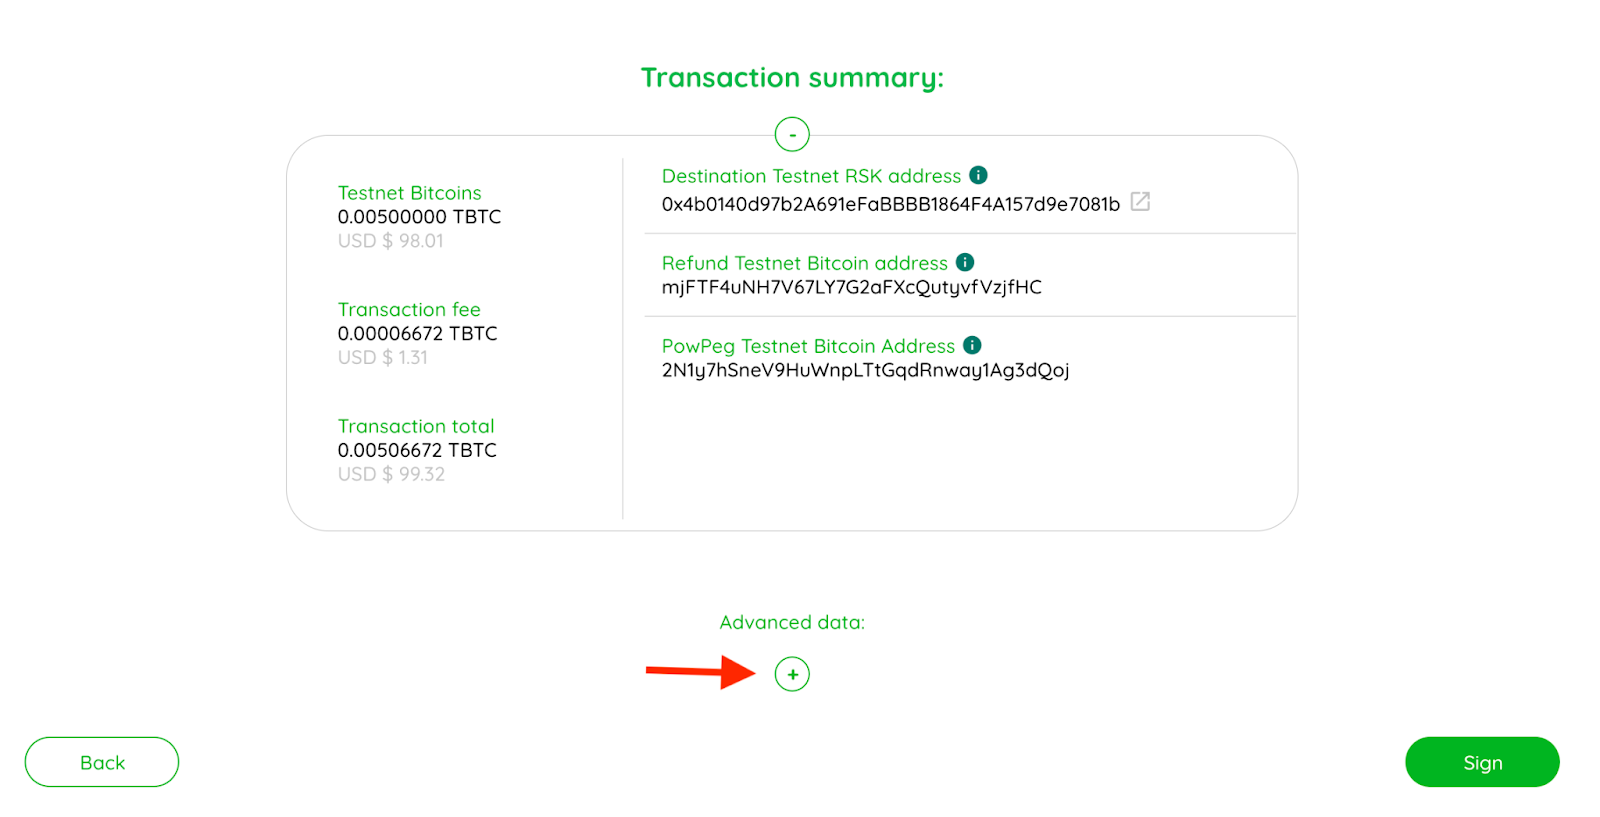 Transaction summary:
-
Testnet Bitcoins
0.00500000 TBTC
USD $ 98.01
Transaction fee
0.00006672 TBTC
USD $ 1.31
Transaction total
0.00506672 TBTC
USD $ 99.32
Destination Testnet RSK address i
0x4b0140d97b2A691eFaBBBB1864F4A157d9e7081b
Refund Testnet Bitcoin address i
mjFTF4uNH7V67LY7G2aFXcQutyvfVzjfHC
PowPeg Testnet Bitcoin Address i
2N1y7hSneV9HuWnpLTtGqdRnway1Ag3dQoj
Advanced data:
+
Back
Sign